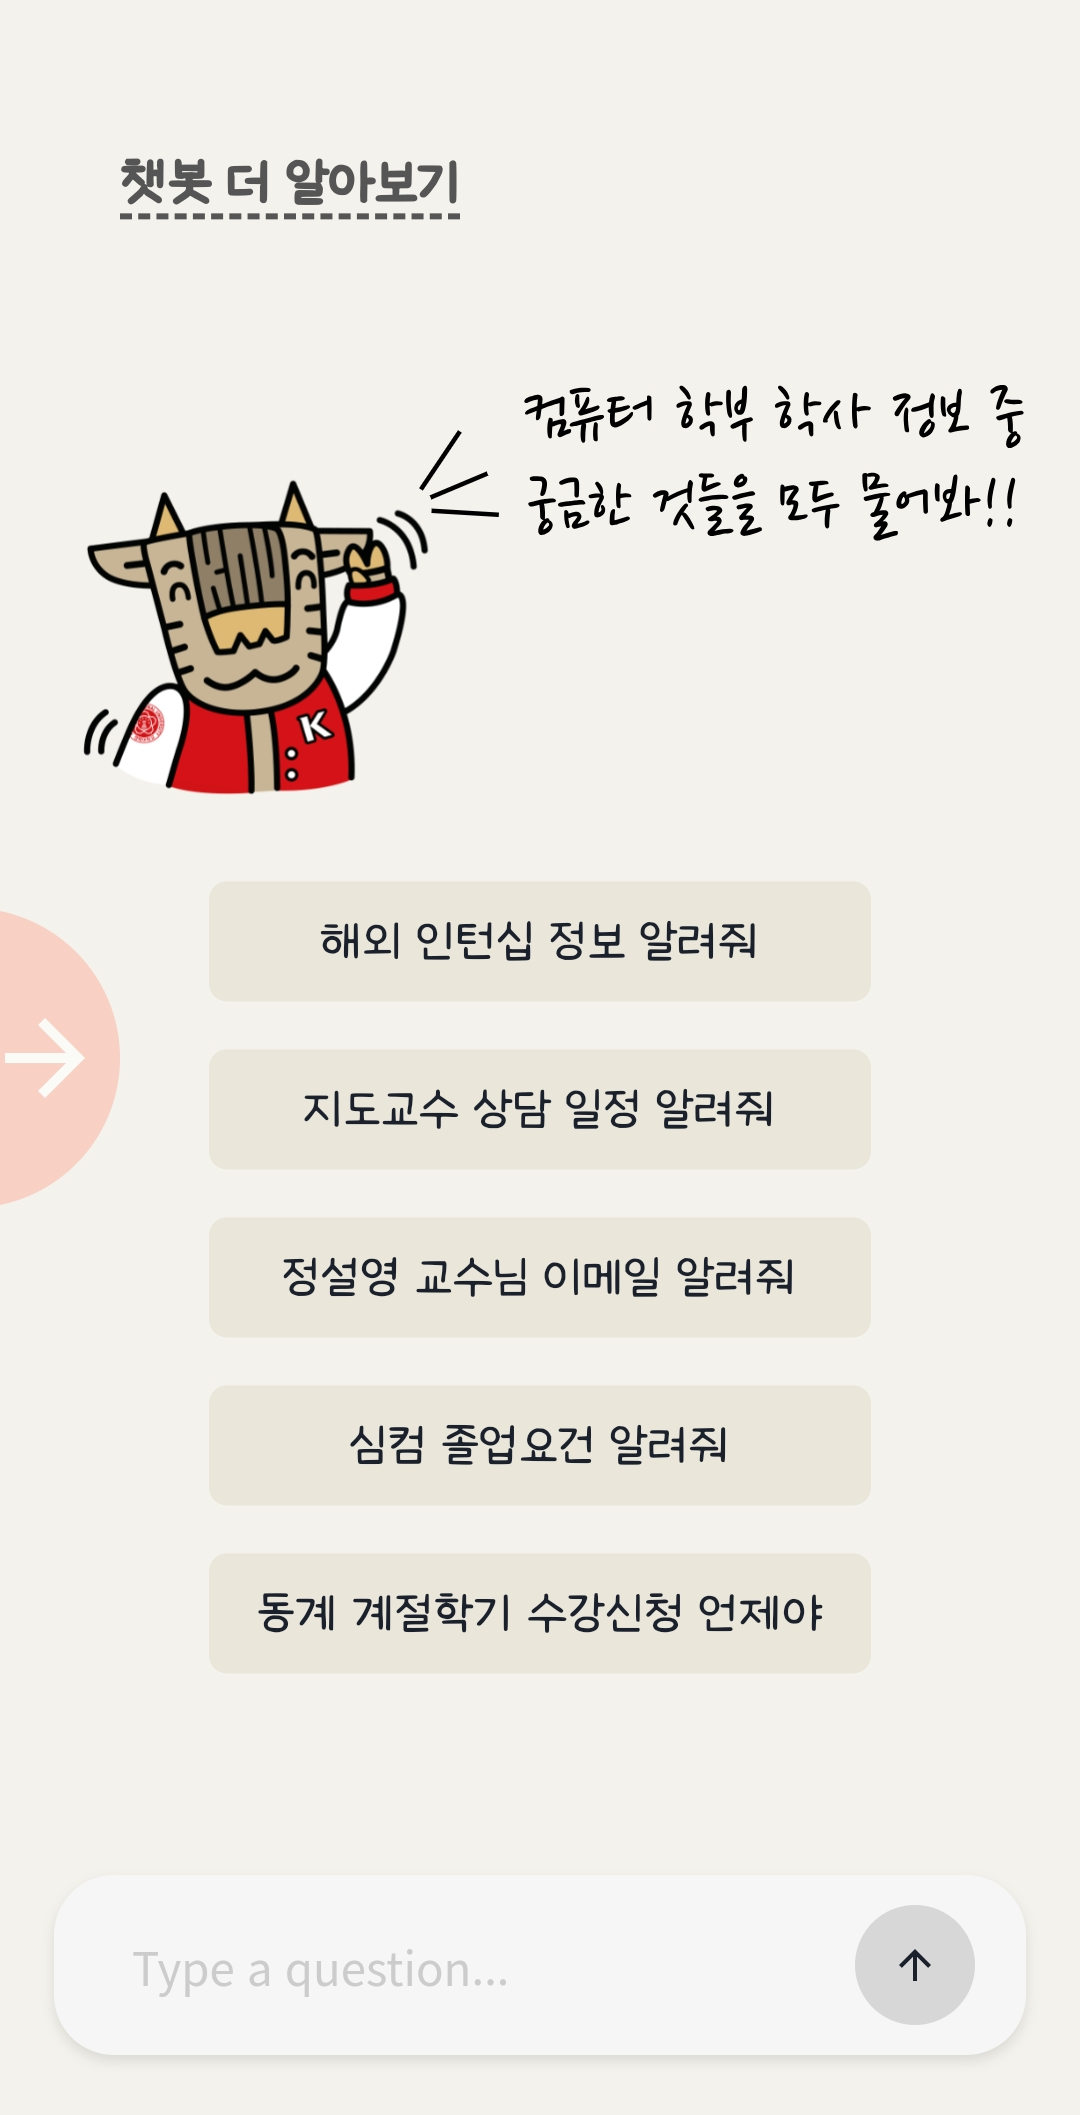 챗봇 더 알아보기
컴퓨터 학부 학사 정보 중
궁금한 것들을 모두 물어봐!!
K
해외 인턴십 정보 알려줘
지도교수 상담 일정 알려줘
정설영 교수님 이메일 알려줘
심컴 졸업요건 알려줘
동계 계절학기 수강신청 언제야
Type a question...